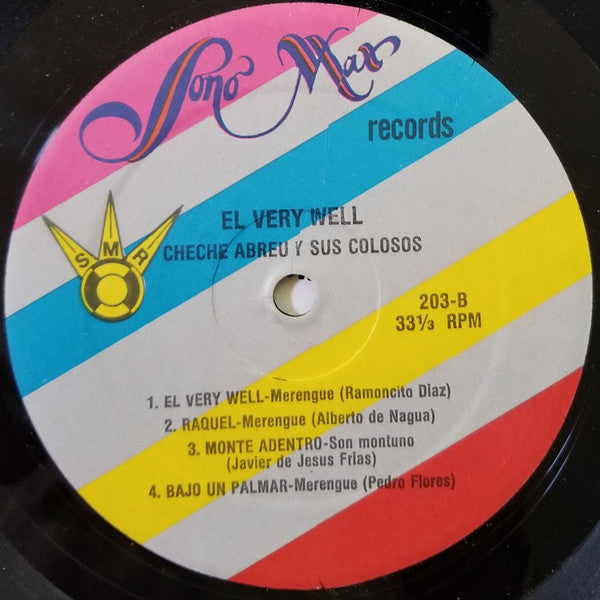 Sono Max
records
EL VERY WELL
CHECHE ABREU Y SUS COLOSOS
SMR
203-B
33⅓ RPM
1. EL VERY WELL-Merengue (Ramoncito Diaz)
2. RAQUEL-Merengue (Alberto de Nagua)
3. MONTE ADENTRO-Son montuno
(Javier de Jesus Frias)
4. BAJO UN PALMAR-Merengue (Pedro Flores)